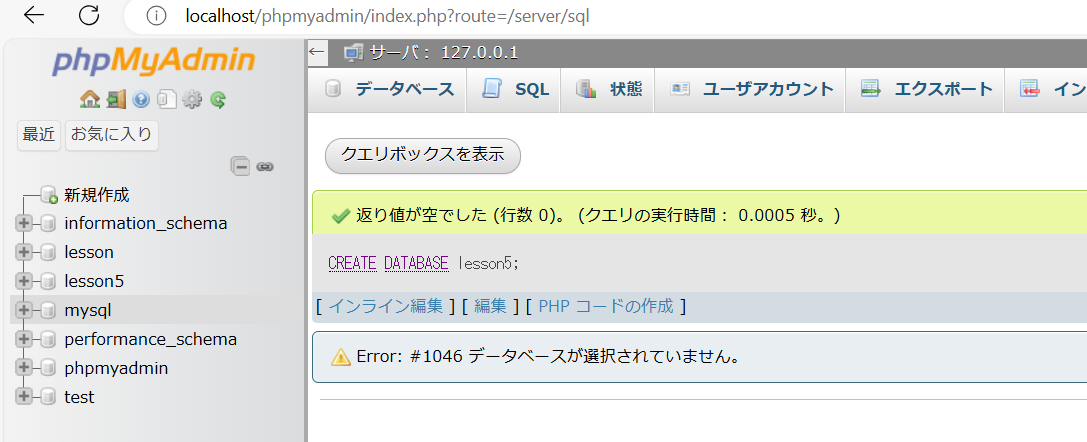 localhost/phpmyadmin/index.php?route=/server/sql
phpMyAdmin
最近 お気に入り
新規作成
information_schema
lesson
lesson5
mysql
performance_schema
phpmyadmin
test
サーバ： 127.0.0.1
データベース SQL 状態 ユーザアカウント エクスポート イン
クエリボックスを表示
返り値が空でした (行数 0)。 (クエリの実行時間： 0.0005 秒。)
CREATE DATABASE lesson5;
[ インライン編集 ] [ 編集 ] [ PHP コードの作成 ]
Error: #1046 データベースが選択されていません。